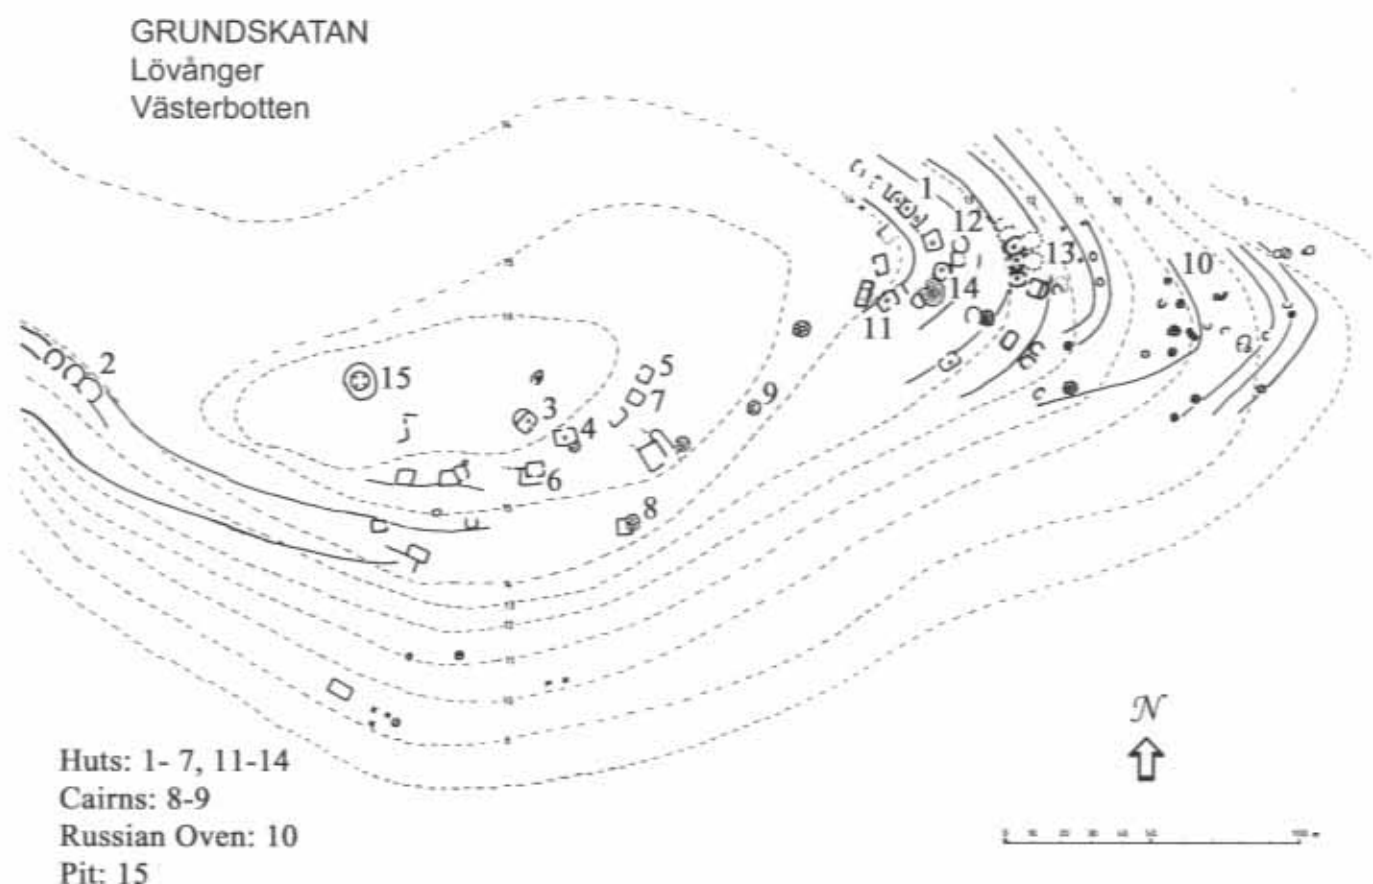 GRUNDSKATAN
Lövånger
Västerbotten
1
12
13
10
14
11
2
15
5
7
9
3
4
6
8
N
Huts: 1- 7, 11-14
Cairns: 8-9
Russian Oven: 10
Pit: 15